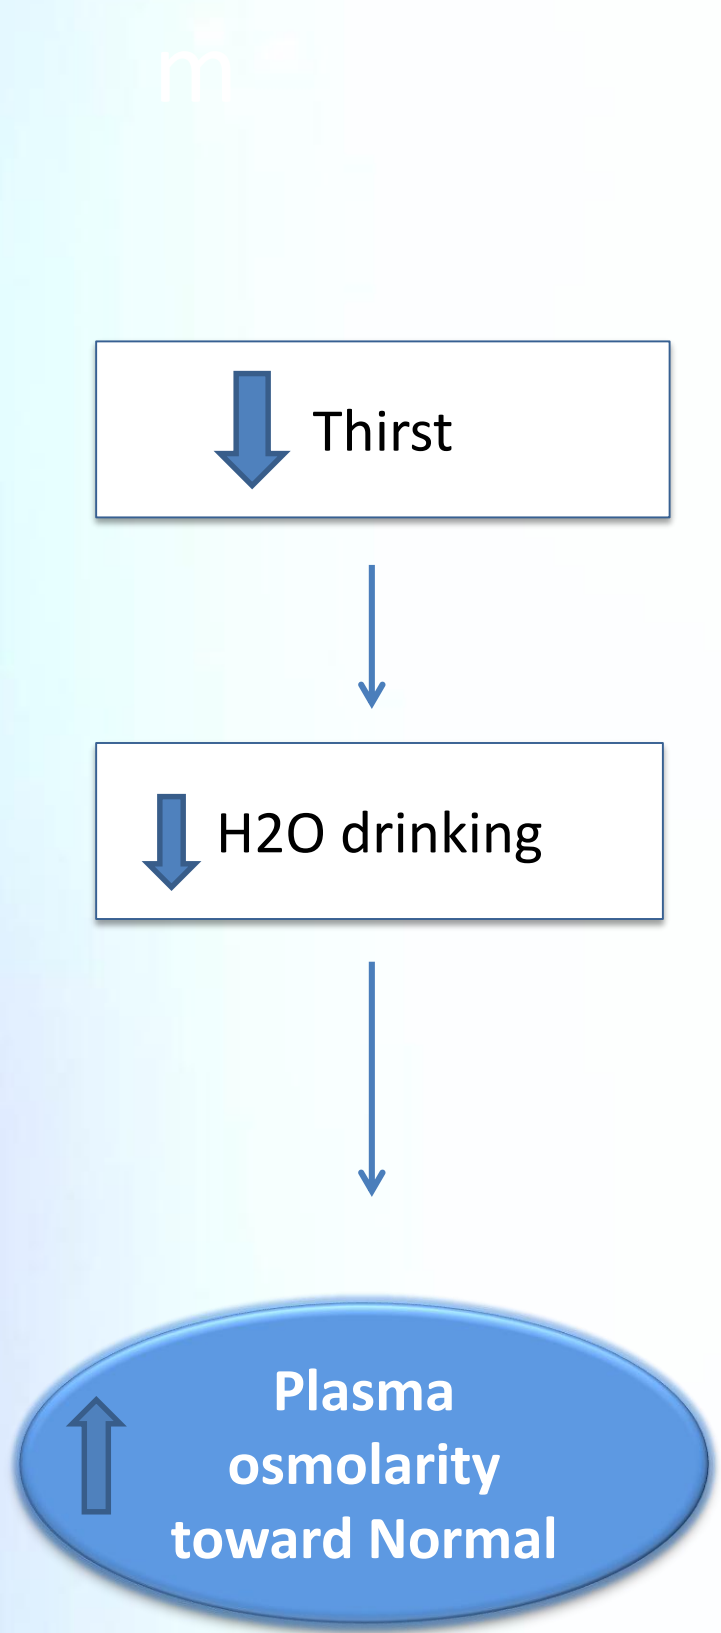 m
Thirst
H2O drinking
Plasma
osmolarity
toward Normal